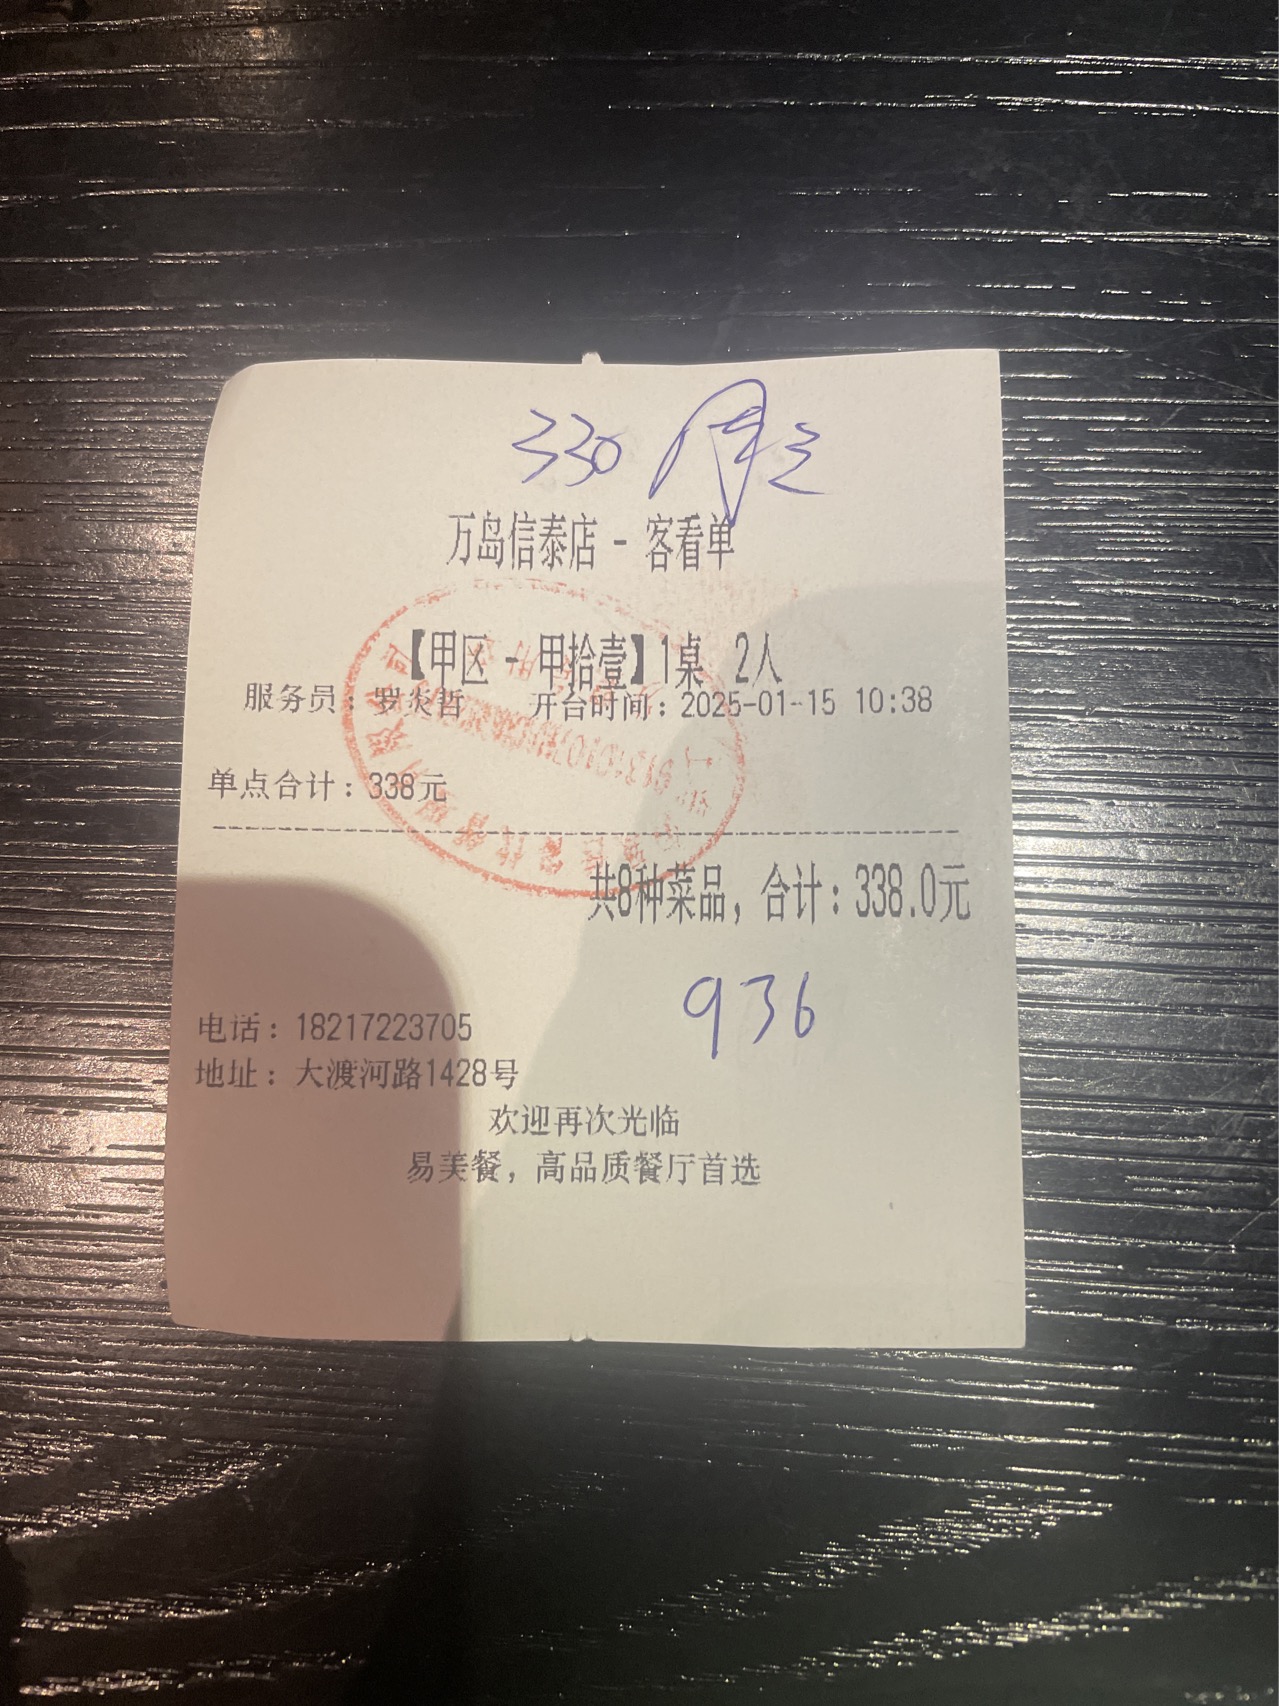 330
万岛信泰店 - 客看单
【甲区 - 甲拾壹】1桌 2人
服务员：罗炎哲 开台时间：2025-01-15 10:38
单点合计：338元
共8种菜品，合计：338.0元
936
电话：18217223705
地址：大渡河路1428号
欢迎再次光临
易美餐，高品质餐厅首选